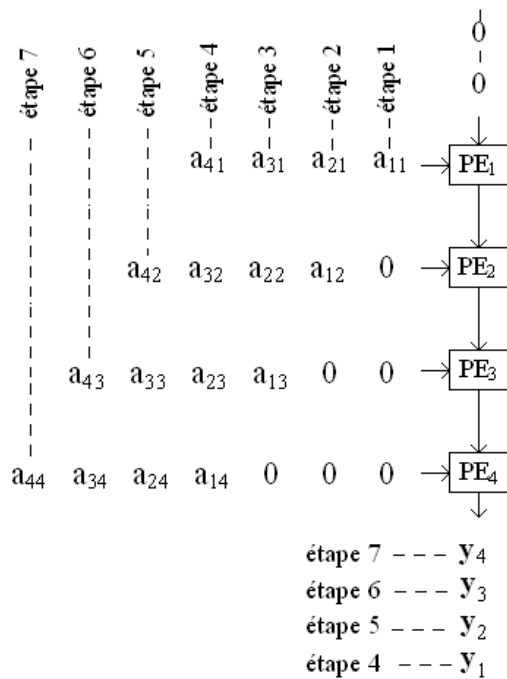 étape 7 étape 6 étape 5 étape 4 étape 3 étape 2 étape 1 0
0
a41 a31 a21 a11 PE1
a42 a32 a22 a12 0 PE2
a43 a33 a23 a13 0 0 PE3
a44 a34 a24 a14 0 0 0 PE4
étape 7 --- y4
étape 6 --- y3
étape 5 --- y2
étape 4 --- y1